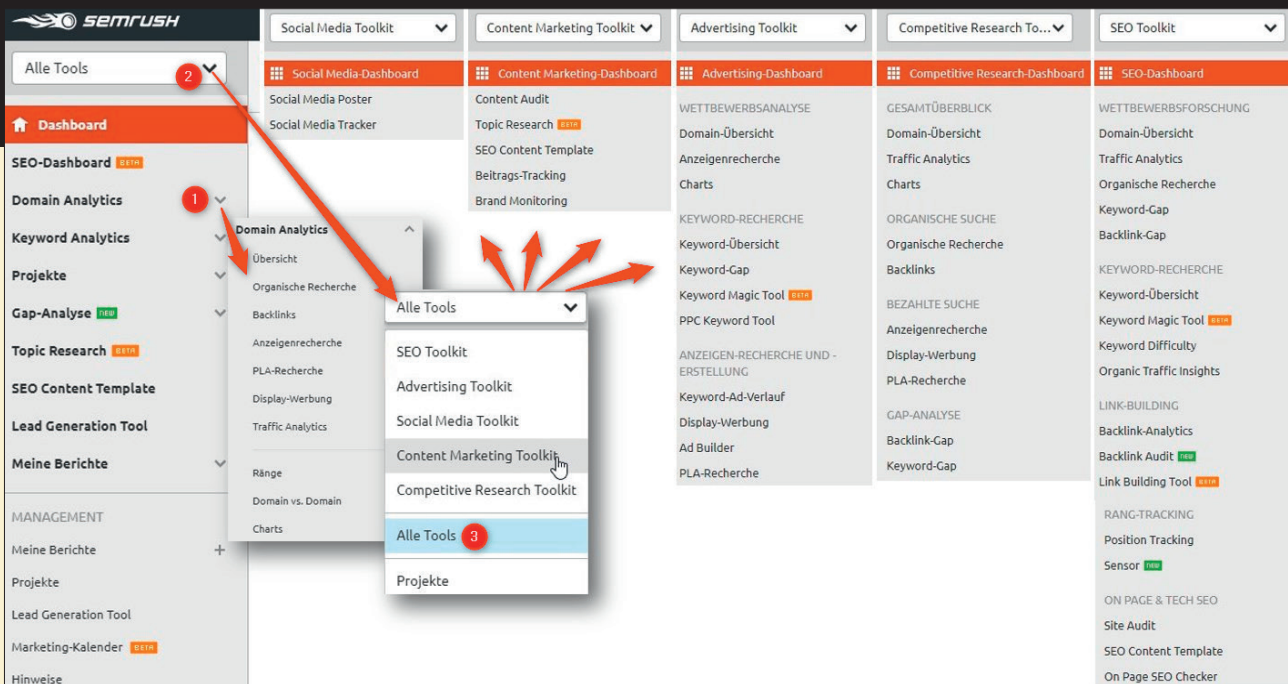 semrush
Alle Tools
2
Dashboard
SEO-Dashboard BETA
Domain Analytics
1
Keyword Analytics
Projekte
Gap-Analyse new
Topic Research BETA
SEO Content Template
Lead Generation Tool
Meine Berichte
MANAGEMENT
Meine Berichte +
Projekte
Lead Generation Tool
Marketing-Kalender BETA
Hinweise
Domain Analytics
Übersicht
Organische Recherche
Backlinks
Anzeigenrecherche
PLA-Recherche
Display-Werbung
Traffic Analytics
Ränge
Domain vs. Domain
Charts
Alle Tools
SEO Toolkit
Advertising Toolkit
Social Media Toolkit
Content Marketing Toolkit
Competitive Research Toolkit
Alle Tools 3
Projekte
Social Media Toolkit
Social Media-Dashboard
Social Media Poster
Social Media Tracker
Content Marketing Toolkit
Content Marketing-Dashboard
Content Audit
Topic Research BETA
SEO Content Template
Beitrags-Tracking
Brand Monitoring
Advertising Toolkit
Advertising-Dashboard
WETTBEWERBSANALYSE
Domain-Übersicht
Anzeigenrecherche
Charts
KEYWORD-RECHERCHE
Keyword-Übersicht
Keyword-Gap
Keyword Magic Tool BETA
PPC Keyword Tool
ANZEIGEN-RECHERCHE UND -
ERSTELLUNG
Keyword-Ad-Verlauf
Display-Werbung
Ad Builder
PLA-Recherche
Competitive Research To...
Competitive Research-Dashboard
GESAMTÜBERBLICK
Domain-Übersicht
Traffic Analytics
Charts
ORGANISCHE SUCHE
Organische Recherche
Backlinks
BEZAHLTE SUCHE
Anzeigenrecherche
Display-Werbung
PLA-Recherche
GAP-ANALYSE
Backlink-Gap
Keyword-Gap
SEO Toolkit
SEO-Dashboard
WETTBEWERBSFORSCHUNG
Domain-Übersicht
Traffic Analytics
Organische Recherche
Keyword-Gap
Backlink-Gap
KEYWORD-RECHERCHE
Keyword-Übersicht
Keyword Magic Tool BETA
Keyword Difficulty
Organic Traffic Insights
LINK-BUILDING
Backlink-Analytics
Backlink Audit new
Link Building Tool BETA
RANG-TRACKING
Position Tracking
Sensor new
ON PAGE & TECH SEO
Site Audit
SEO Content Template
On Page SEO Checker